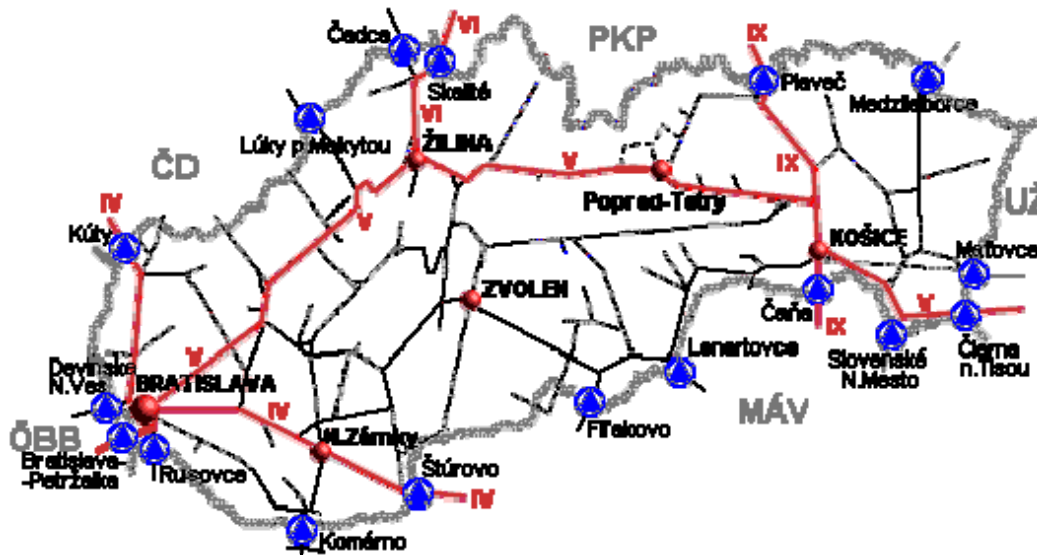 Čadca
VI
PKP
IX
Skalité
Plaveč
Medzilaborce
Lúky p.Makytou
VI
ŽILINA
ČD
V
IX
Poprad-Tatry
UŽ
IV
Kúty
V
KOŠICE
Maťovce
ZVOLEN
Čaňa
V
IX
Devínska
N.Ves
V
BRATISLAVA
Lenartovce
Slovenské
N.Mesto
Čierna
n.Tisou
IV
MÁV
ÖBB
Fiľakovo
Bratislava-
-Petržalka
Rusovce
N.Zámky
Štúrovo
IV
Komárno